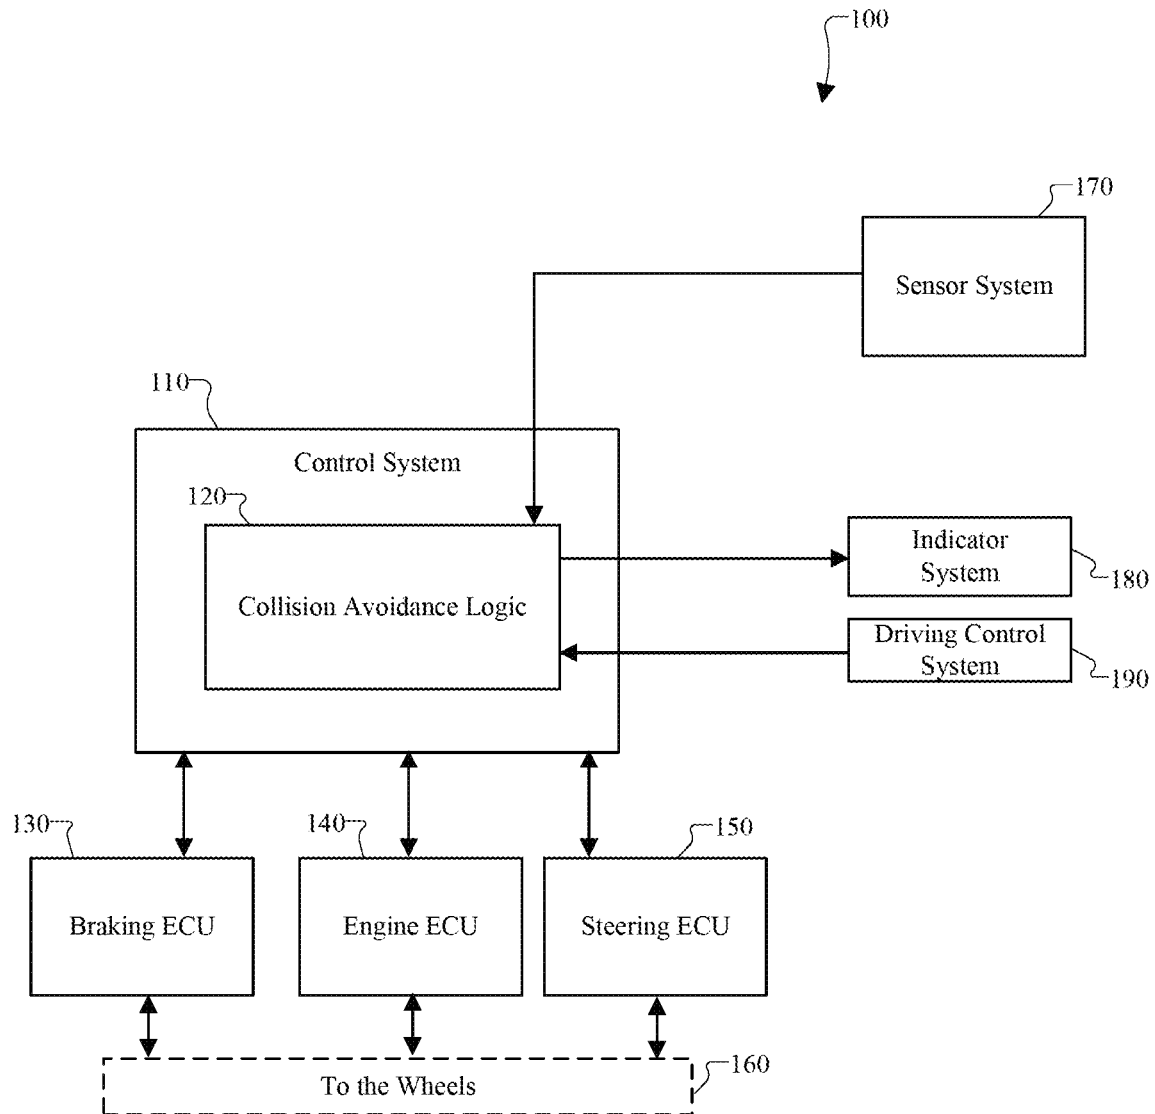 100
170
Sensor System
110
Control System
120
Collision Avoidance Logic
Indicator
System
180
Driving Control
System
190
130
140
150
Braking ECU
Engine ECU
Steering ECU
To the Wheels
160